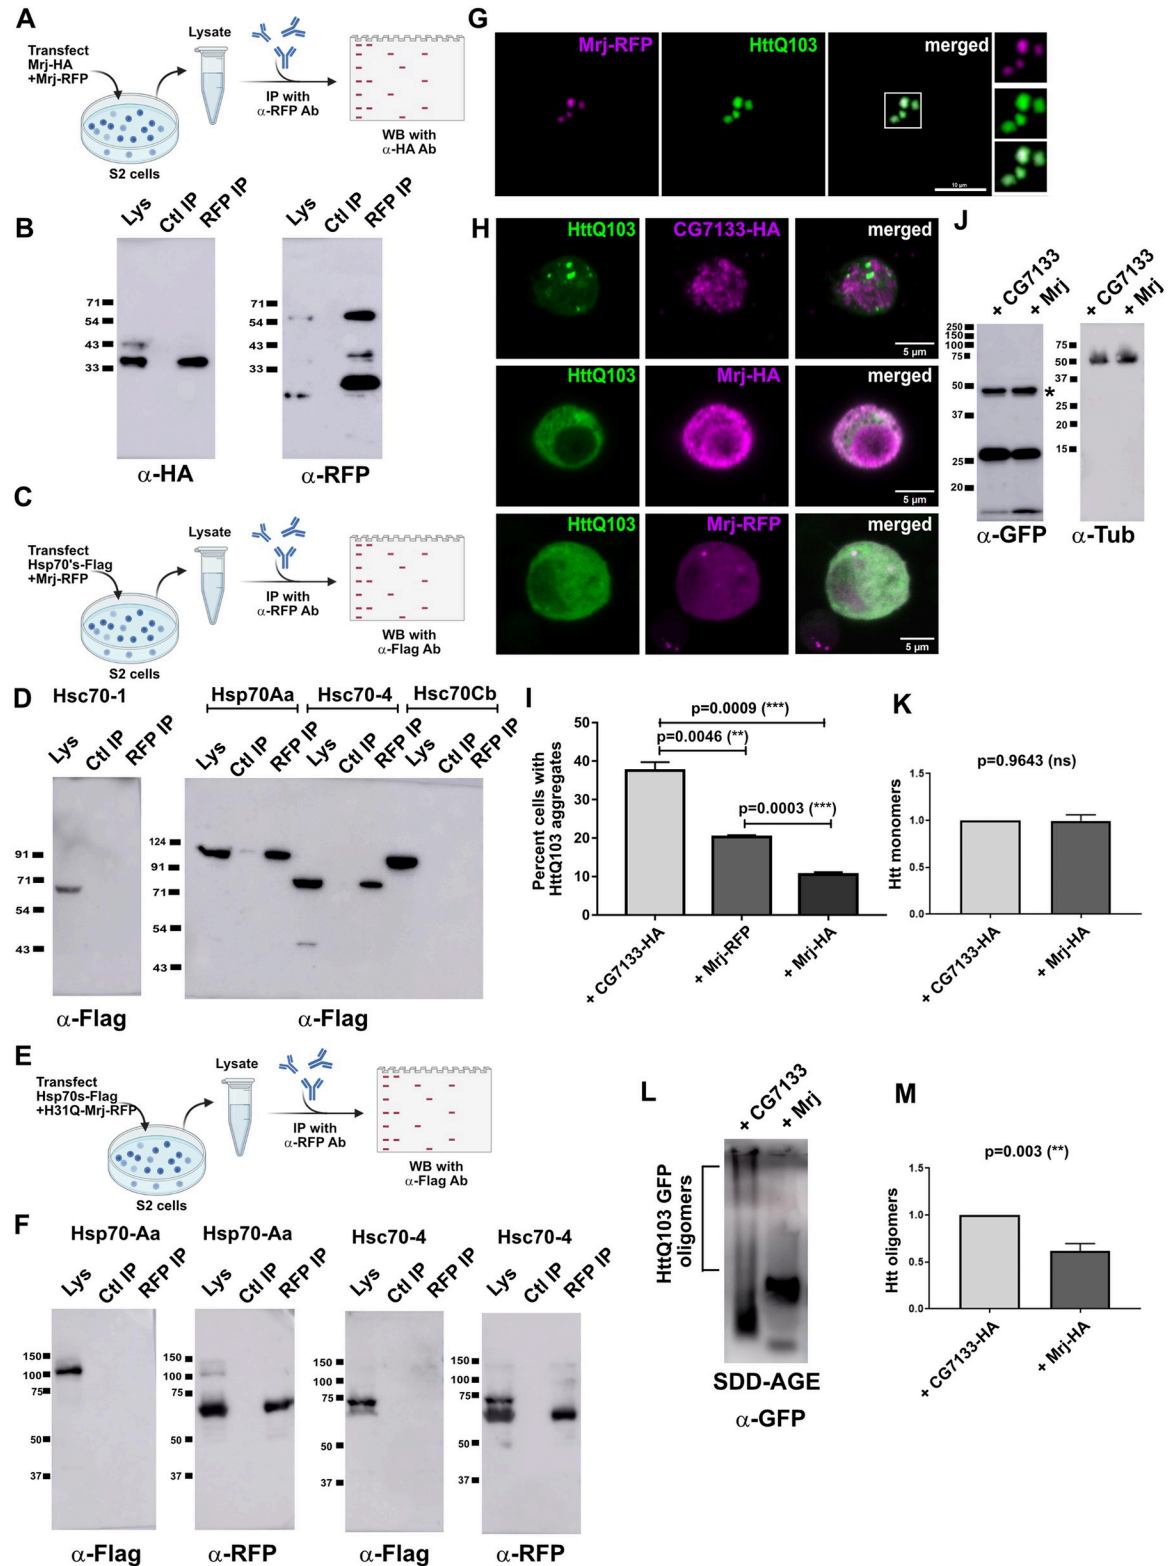 A
Transfect
Mrj-HA
+Mrj-RFP
S2 cells
Lysate
IP with
α-RFP Ab
WB with
α-HA Ab
B
Lys
Ctl IP
RFP IP
71
54
43
33
α-HA
Lys
Ctl IP
RFP IP
71
54
43
33
α-RFP
C
Transfect
Hsp70's-Flag
+Mrj-RFP
S2 cells
Lysate
IP with
α-RFP Ab
WB with
α-Flag Ab
D
Hsc70-1
Lys
Ctl IP
RFP IP
91
71
54
43
α-Flag
Hsp70Aa
Hsc70-4
Hsc70Cb
Lys
Ctl IP
RFP IP
Lys
Ctl IP
RFP IP
Lys
Ctl IP
RFP IP
124
91
71
54
43
α-Flag
E
Transfect
Hsp70s-Flag
+H31Q-Mrj-RFP
S2 cells
Lysate
IP with
α-RFP Ab
WB with
α-Flag Ab
F
Hsp70-Aa
Lys
Ctl IP
RFP IP
150
100
75
50
37
α-Flag
Hsp70-Aa
Lys
Ctl IP
RFP IP
150
100
75
50
37
α-RFP
Hsc70-4
Lys
Ctl IP
RFP IP
150
100
75
50
37
α-Flag
Hsc70-4
Lys
Ctl IP
RFP IP
150
100
75
50
37
α-RFP
G
Mrj-RFP
HttQ103
merged
10 µm
H
HttQ103
CG7133-HA
merged
5 µm
HttQ103
Mrj-HA
merged
5 µm
HttQ103
Mrj-RFP
merged
5 µm
I
Percent cells with
HttQ103 aggregates
50
40
30
20
10
0
p=0.0009 (***)
p=0.0046 (**)
p=0.0003 (***)
+ CG7133-HA
+ Mrj-RFP
+ Mrj-HA
J
+ CG7133
+ Mrj
250
150
100
75
50
37
25
20
*
α-GFP
+ CG7133
+ Mrj
75
50
37
25
20
15
α-Tub
K
p=0.9643 (ns)
Htt monomers
1.5
1.0
0.5
0.0
+ CG7133-HA
+ Mrj-HA
L
+ CG7133
+ Mrj
HttQ103 GFP
oligomers
SDD-AGE
α-GFP
M
p=0.003 (**)
Htt oligomers
1.5
1.0
0.5
0.0
+ CG7133-HA
+ Mrj-HA